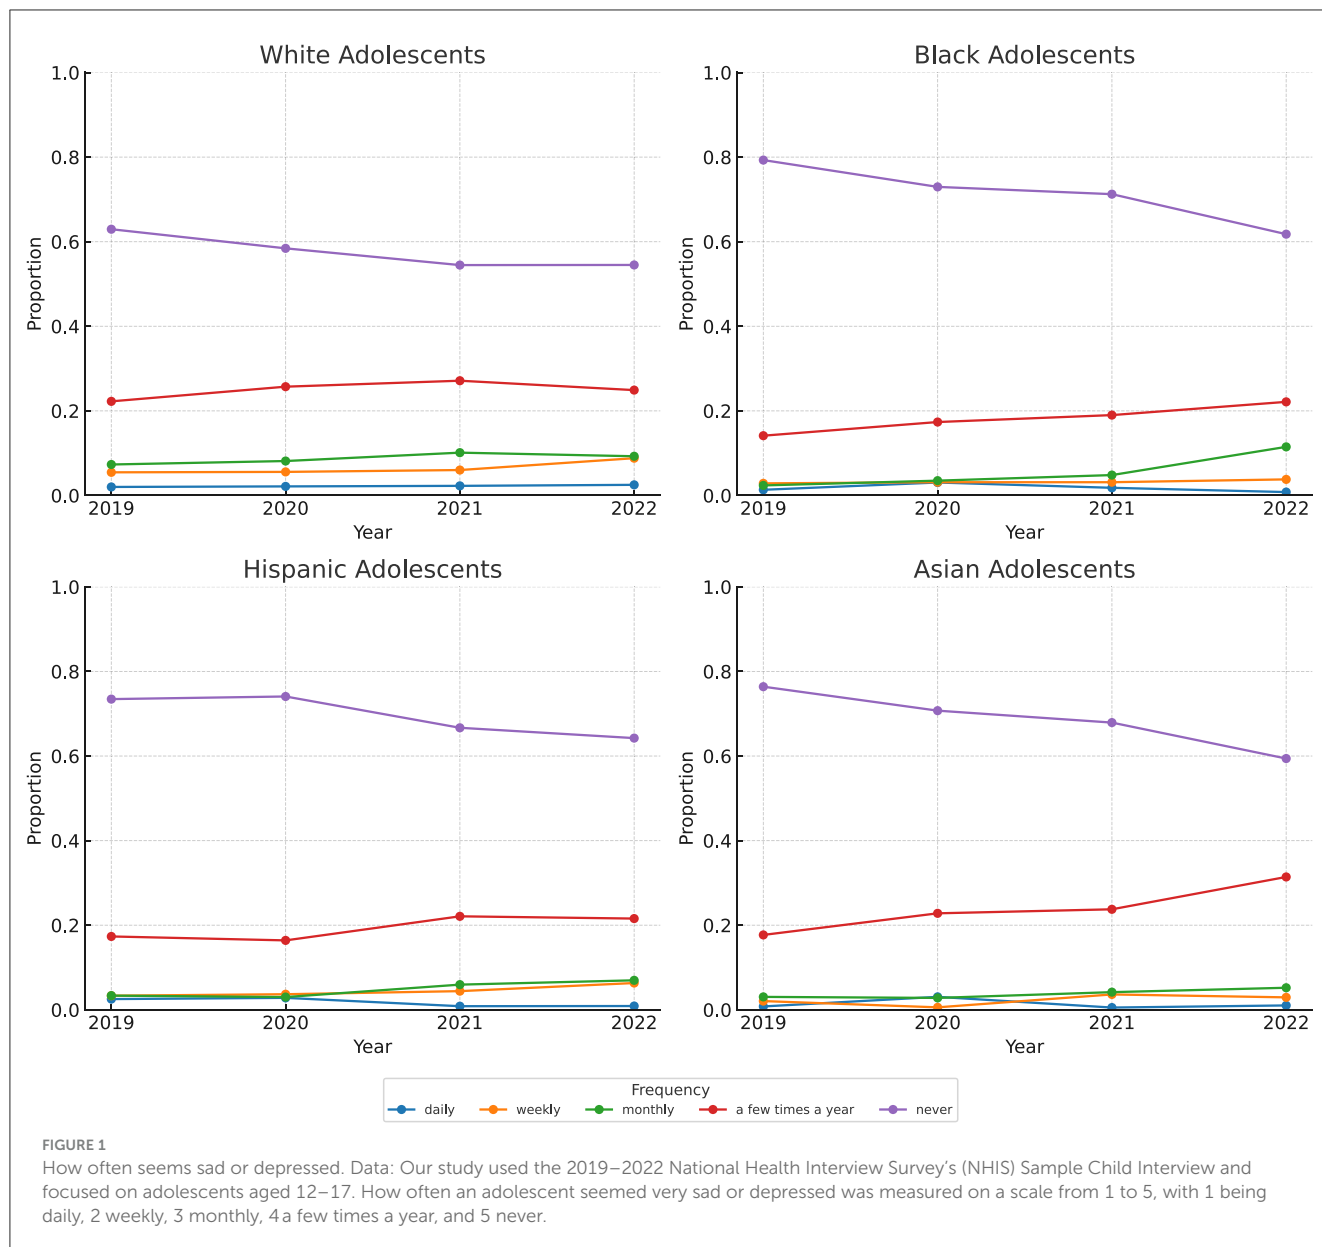 White Adolescents
1.0
0.8
0.6
0.4
0.2
0.0
Proportion
2019 2020 2021 2022
Year
Black Adolescents
1.0
0.8
0.6
0.4
0.2
0.0
Proportion
2019 2020 2021 2022
Year
Hispanic Adolescents
1.0
0.8
0.6
0.4
0.2
0.0
Proportion
2019 2020 2021 2022
Year
Asian Adolescents
1.0
0.8
0.6
0.4
0.2
0.0
Proportion
2019 2020 2021 2022
Year
Frequency
daily weekly monthly a few times a year never
FIGURE 1
How often seems sad or depressed. Data: Our study used the 2019–2022 National Health Interview Survey's (NHIS) Sample Child Interview and
focused on adolescents aged 12–17. How often an adolescent seemed very sad or depressed was measured on a scale from 1 to 5, with 1 being
daily, 2 weekly, 3 monthly, 4 a few times a year, and 5 never.